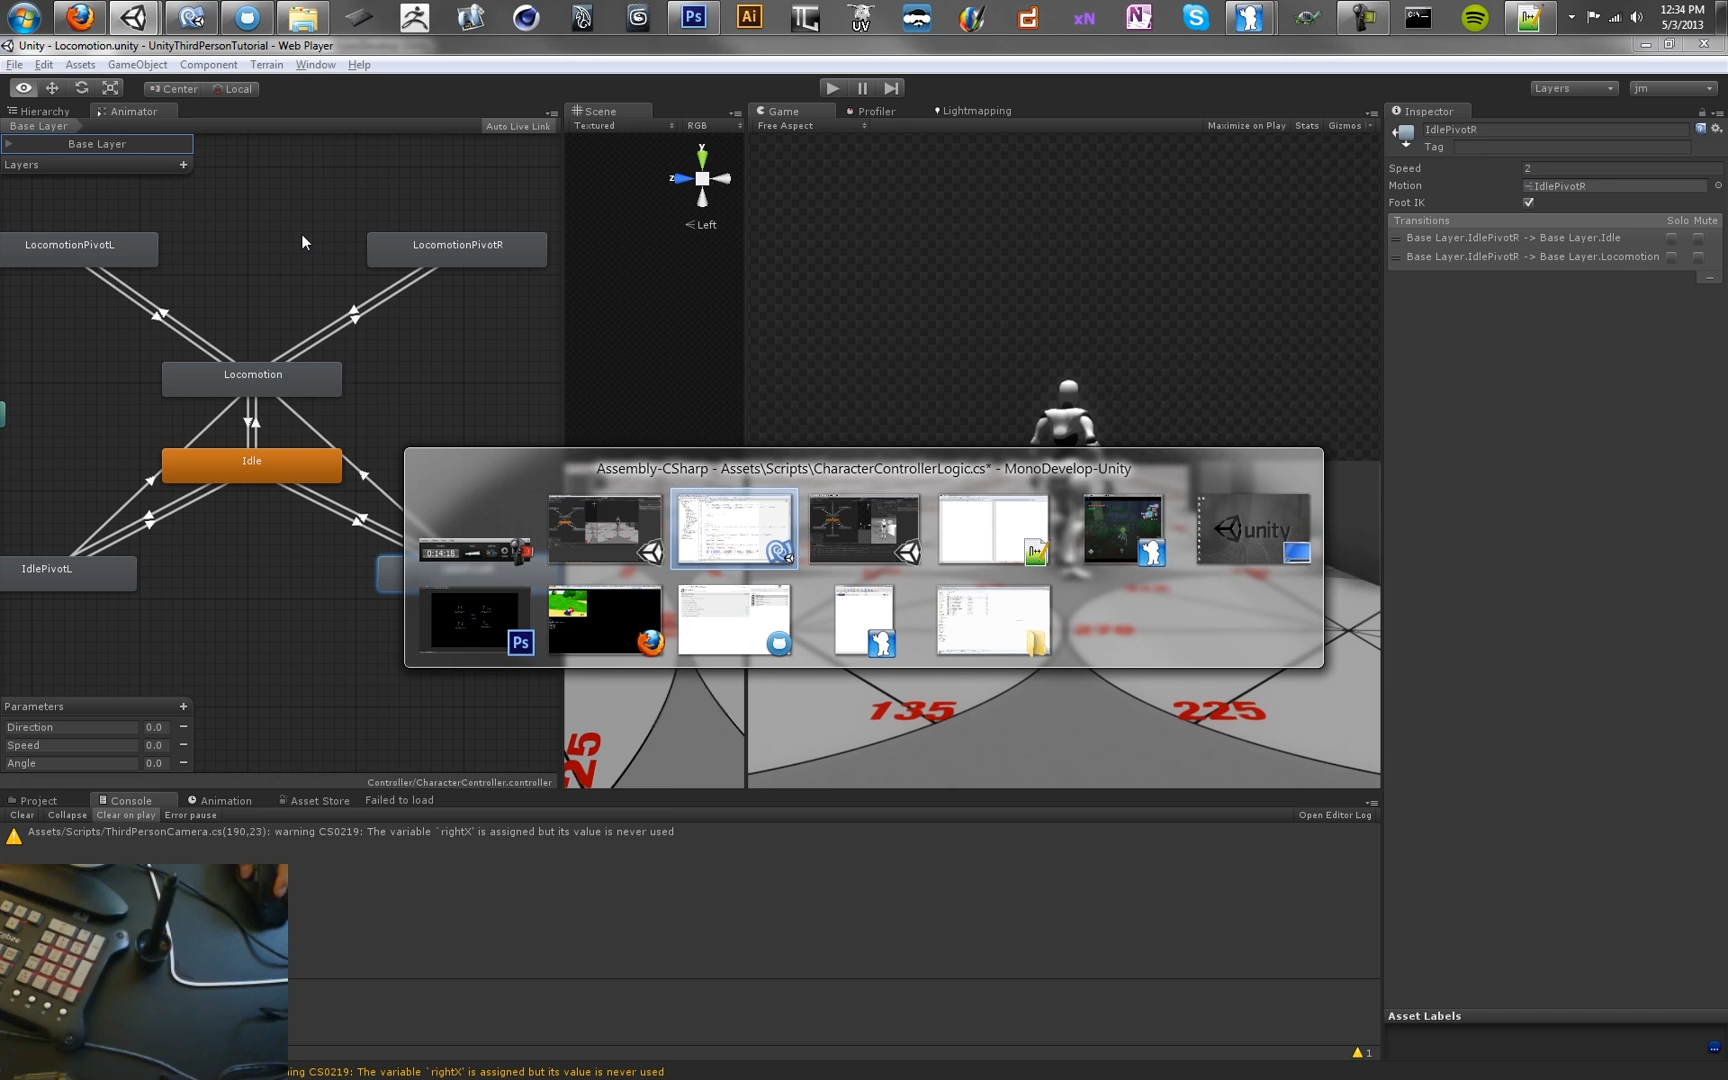 12:34 PM
5/3/2013
Unity - Locomotion.unity - UnityThirdPersonTutorial - Web Player
File Edit Assets GameObject Component Terrain Window Help
Center Local
Layers jm
Hierarchy Animator
Scene
Game Profiler Lightmapping
Inspector
Base Layer Auto Live Link
Textured RGB
Free Aspect Maximize on Play Stats Gizmos
IdlePivotR
Tag
Base Layer
Layers
y
z
Left
Speed 2
Motion IdlePivotR
Foot IK
Transitions Solo Mute
Base Layer.IdlePivotR -> Base Layer.Idle
Base Layer.IdlePivotR -> Base Layer.Locomotion
LocomotionPivotL LocomotionPivotR
Locomotion
Idle
IdlePivotL
Assembly-CSharp - Assets\Scripts\CharacterControllerLogic.cs* - MonoDevelop-Unity
0:14:18
unity
Ps
135 225
25
Parameters
Direction 0.0
Speed 0.0
Angle 0.0
Controller/CharacterController.controller
Project Console Animation Asset Store Failed to load
Clear Collapse Clear on play Error pause Open Editor Log
Assets/Scripts/ThirdPersonCamera.cs(190,23): warning CS0219: The variable `rightX' is assigned but its value is never used
Asset Labels
1
ing CS0219: The variable `rightX' is assigned but its value is never used